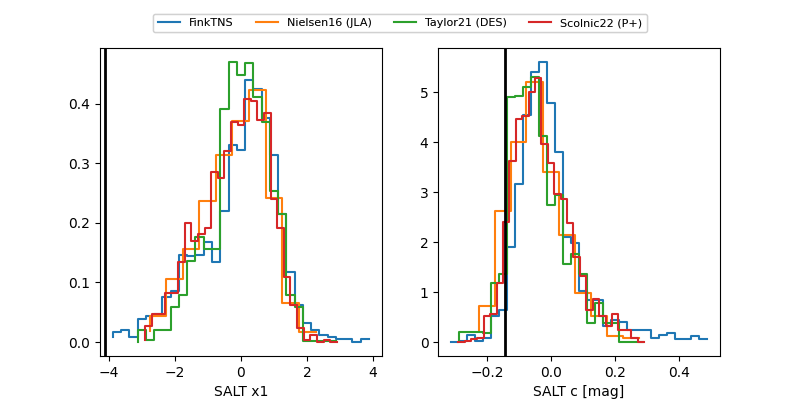 FinkTNS Nielsen16 (JLA) Taylor21 (DES) Scolnic22 (P+)
0.4
0.3
0.2
0.1
0.0
−4 −2 0 2 4
SALT x1
5
4
3
2
1
0
−0.2 0.0 0.2 0.4
SALT c [mag]